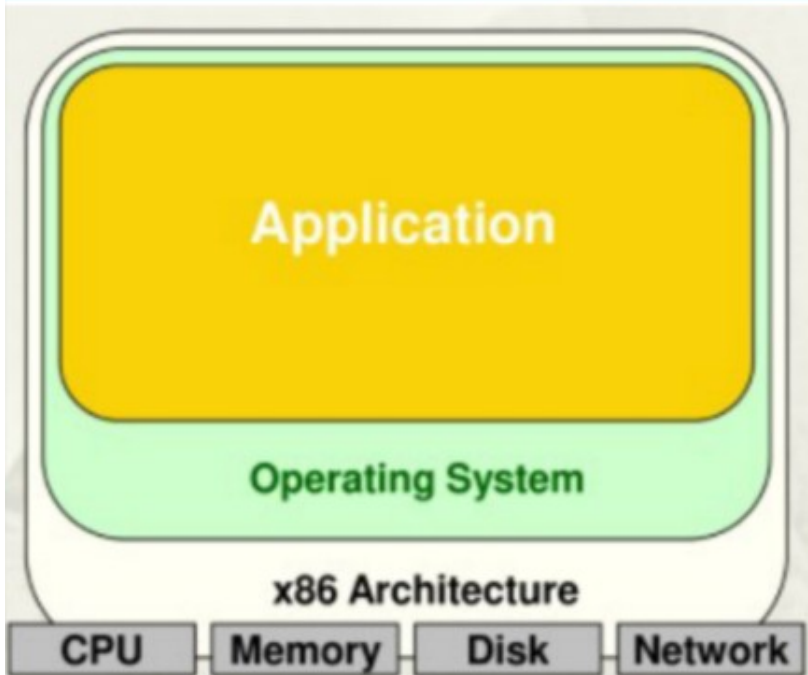 Application
Operating System
x86 Architecture
CPU Memory Disk Network